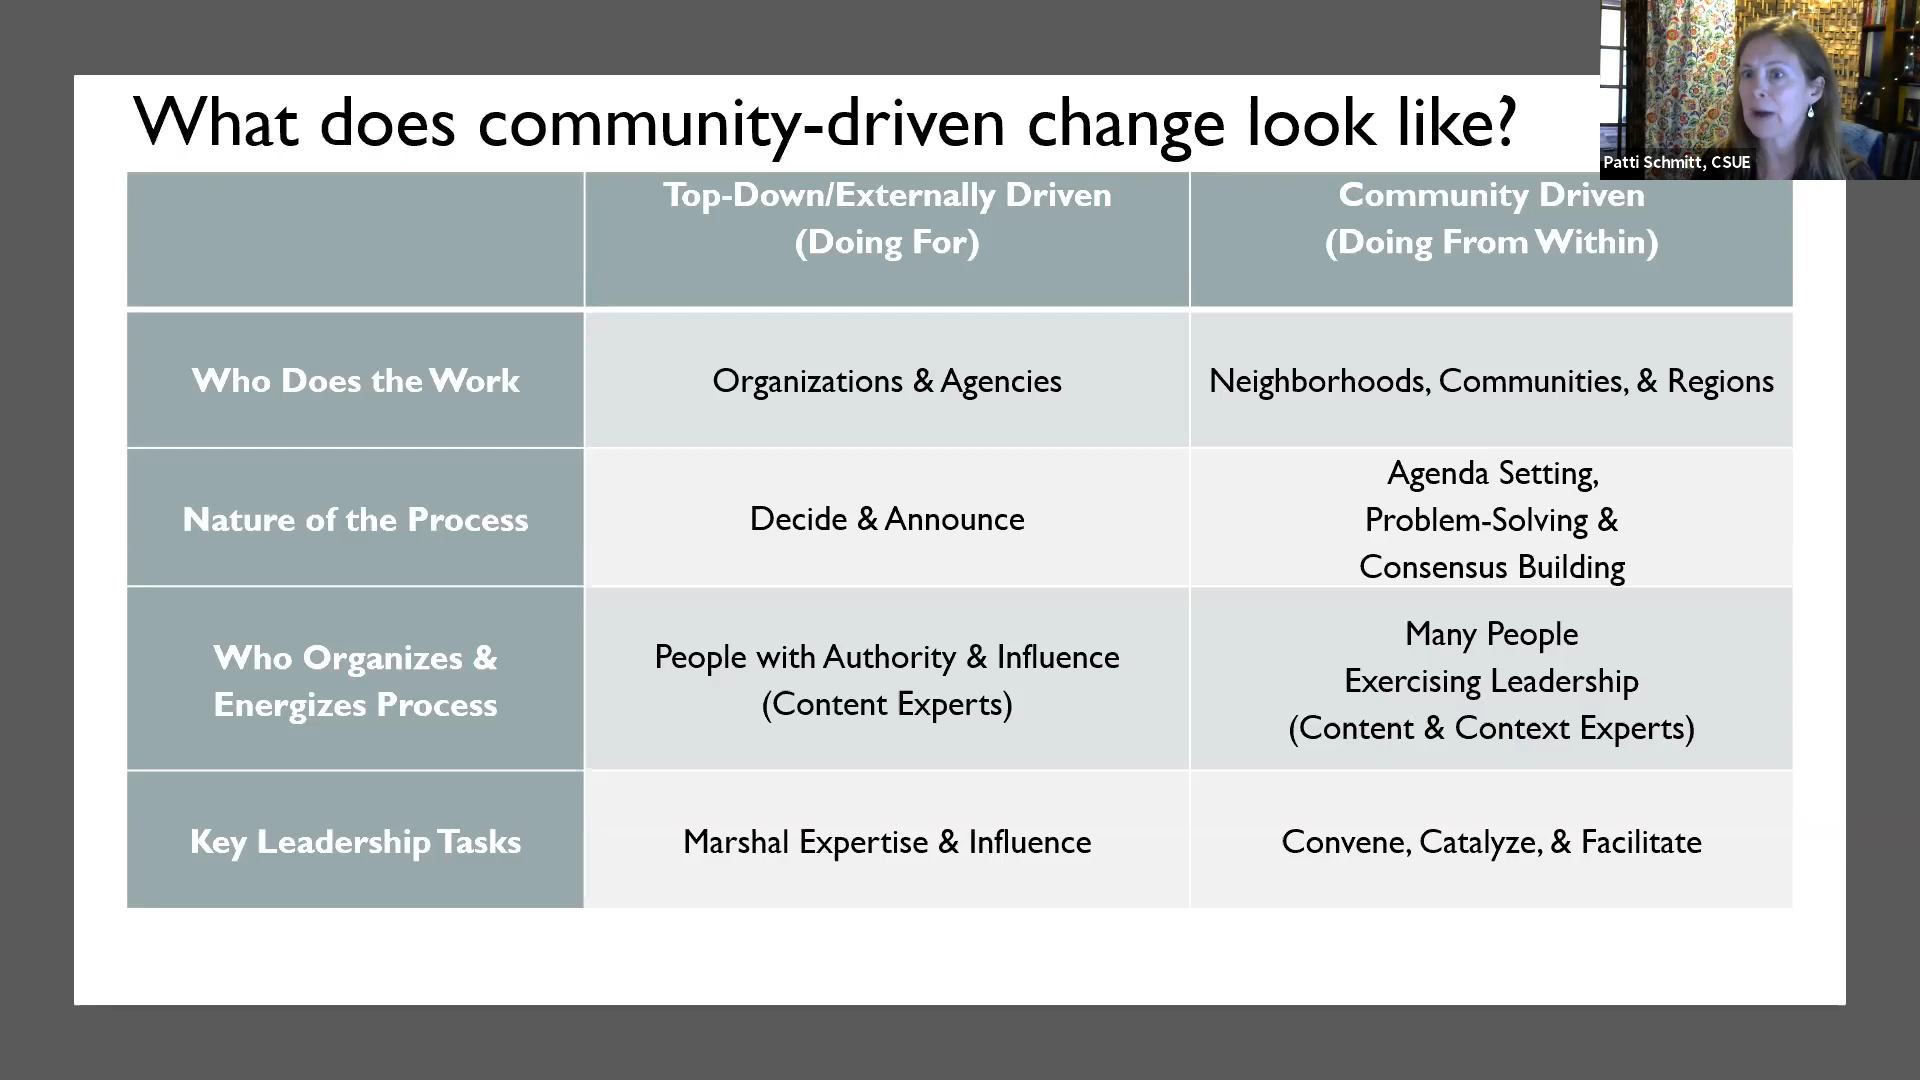 What does community-driven change look like?
Patti Schmitt, CSUE
Top-Down/Externally Driven
(Doing For)
Community Driven
(Doing From Within)
Who Does the Work
Organizations & Agencies
Neighborhoods, Communities, & Regions
Nature of the Process
Decide & Announce
Agenda Setting,
Problem-Solving &
Consensus Building
Who Organizes &
Energizes Process
People with Authority & Influence
(Content Experts)
Many People
Exercising Leadership
(Content & Context Experts)
Key Leadership Tasks
Marshal Expertise & Influence
Convene, Catalyze, & Facilitate